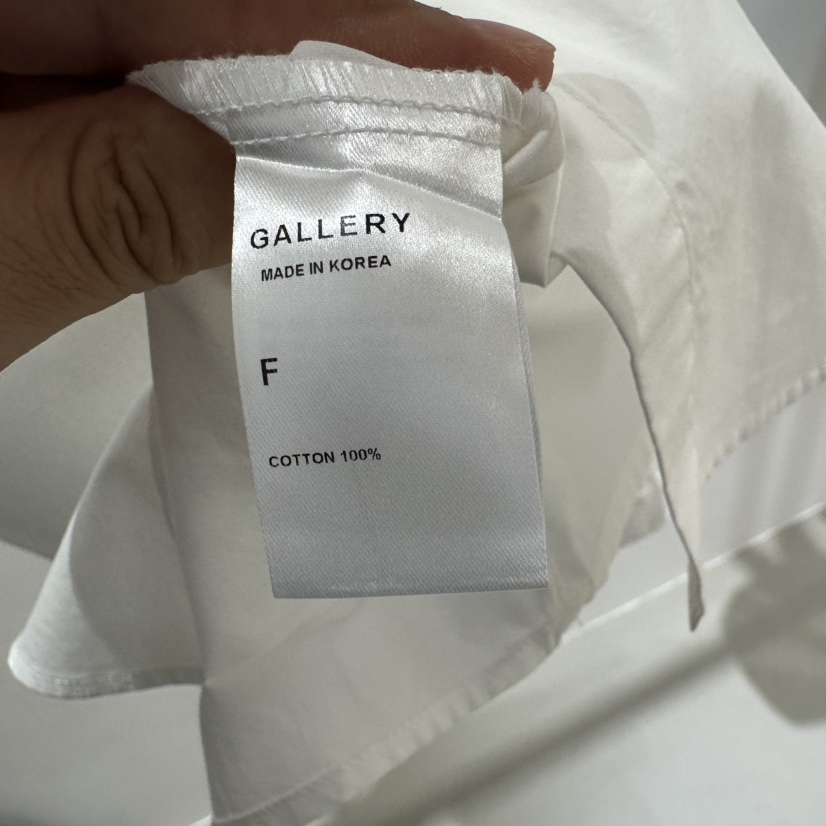 GALLERY
MADE IN KOREA
F
COTTON 100%